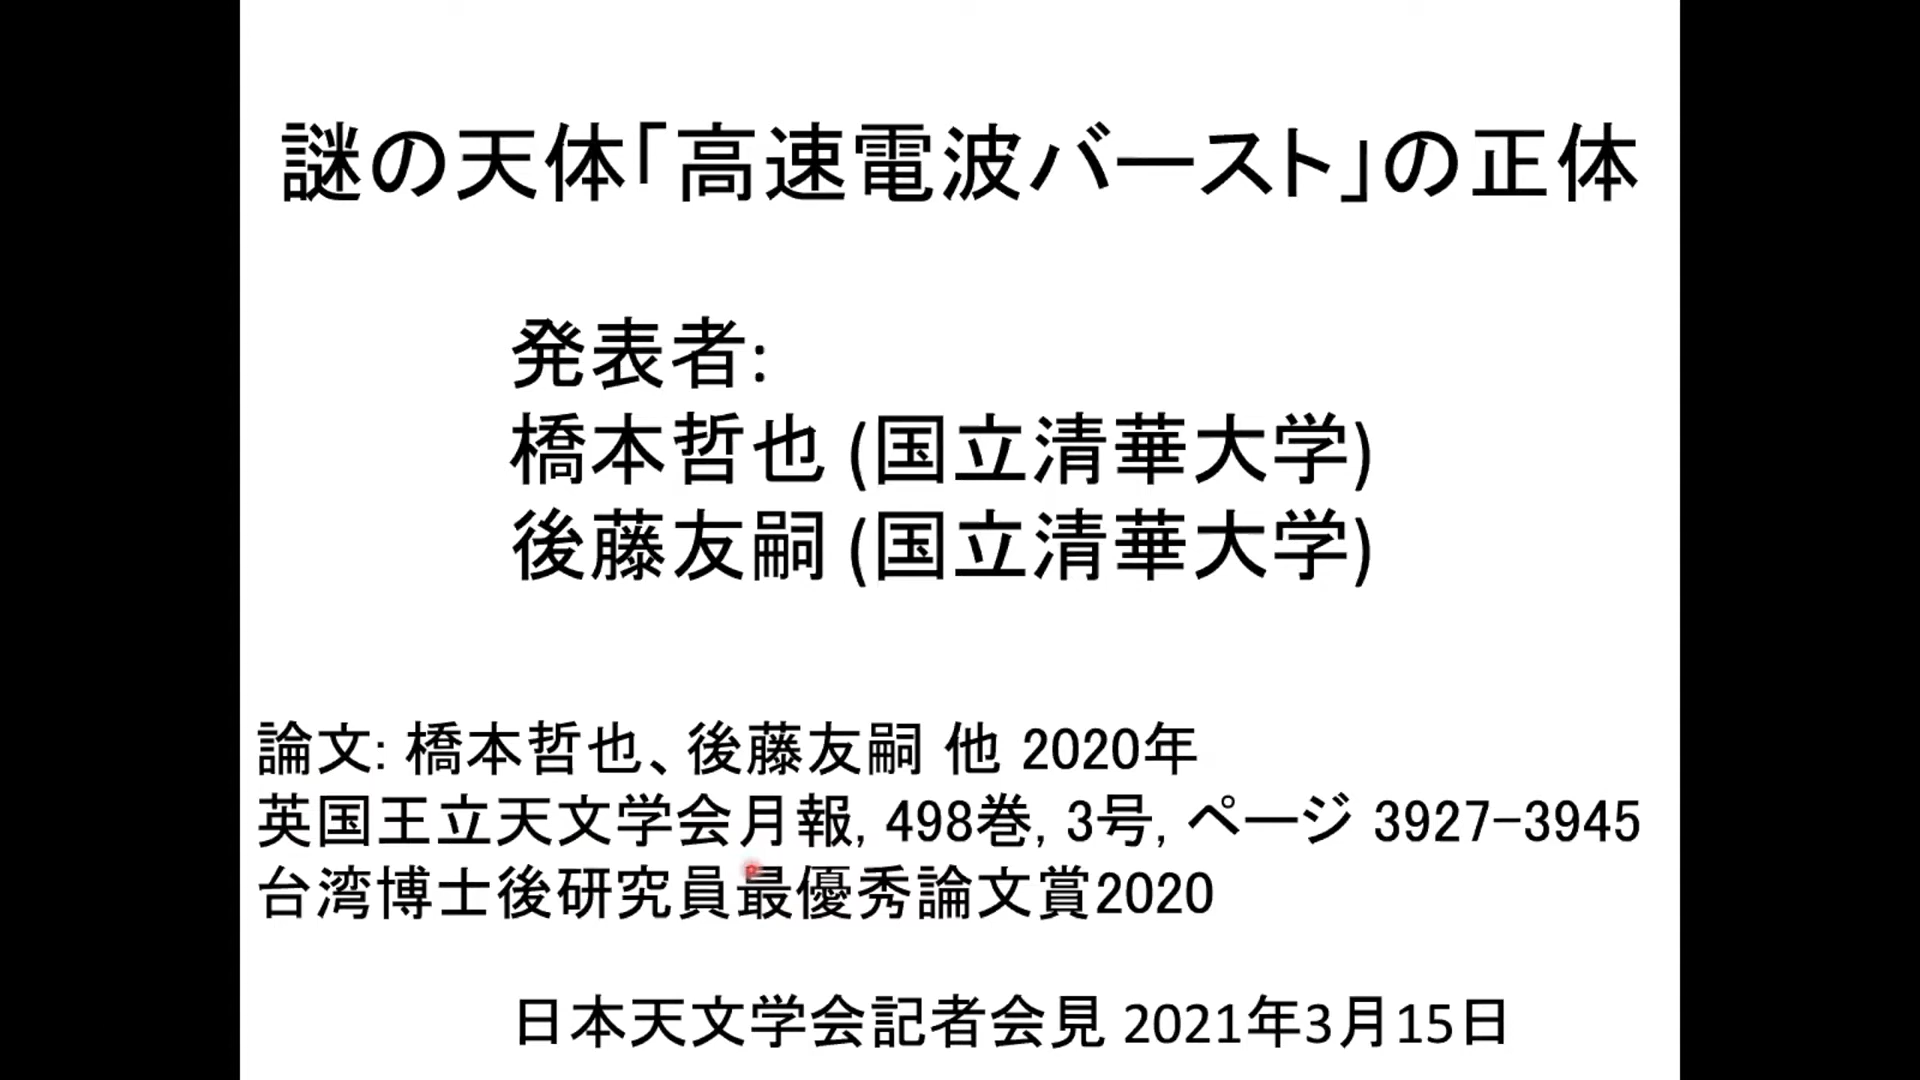 謎の天体「高速電波バースト」の正体
発表者:
橋本哲也 (国立清華大学)
後藤友嗣 (国立清華大学)
論文: 橋本哲也、後藤友嗣 他 2020年
英国王立天文学会月報, 498巻, 3号, ページ 3927-3945
台湾博士後研究員最優秀論文賞2020
日本天文学会記者会見 2021年3月15日